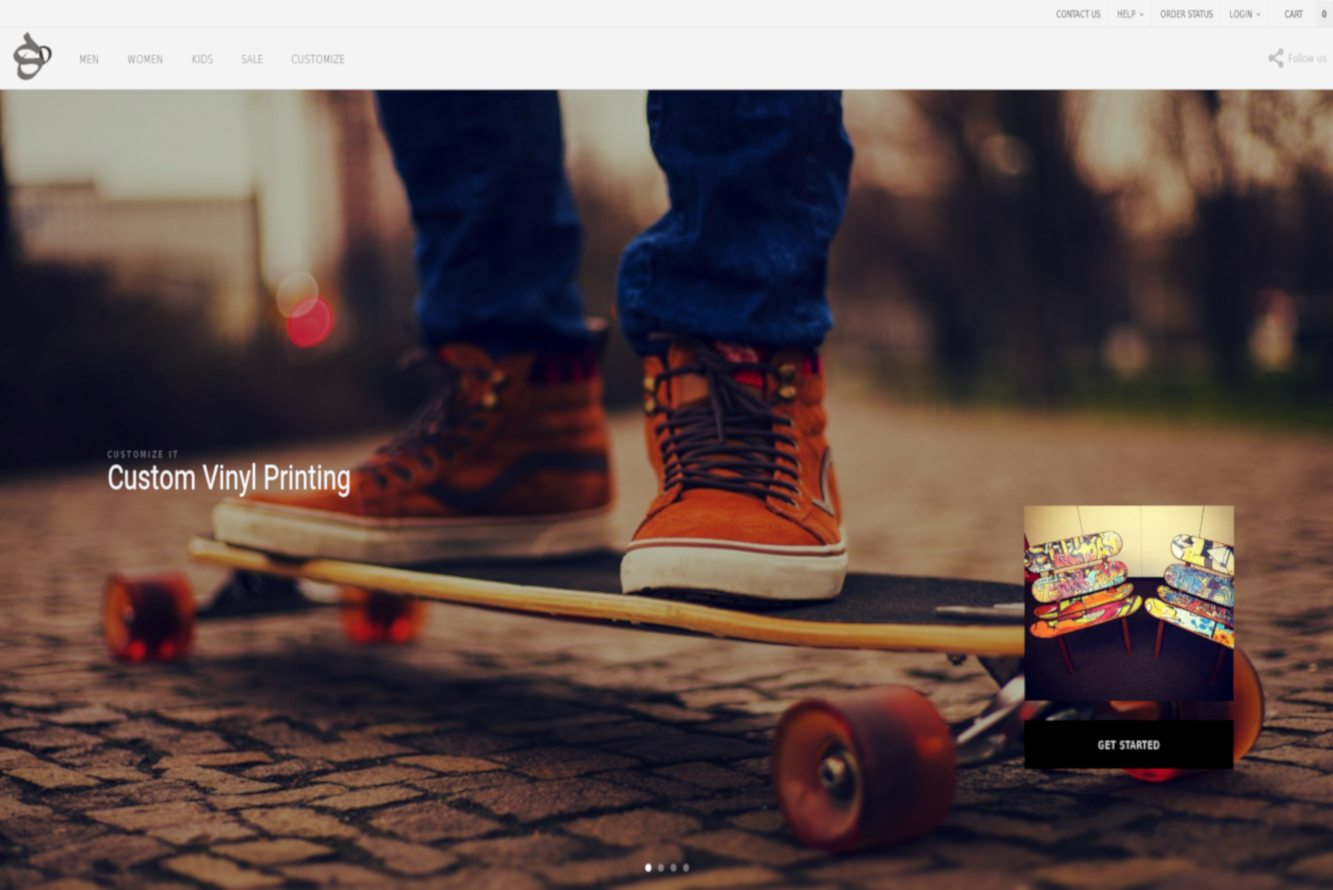 CONTACT US
HELP
ORDER STATUS
LOGIN
CART
0
MEN
WOMEN
KIDS
SALE
CUSTOMIZE
Follow us
CUSTOMIZE IT
Custom Vinyl Printing
GET STARTED